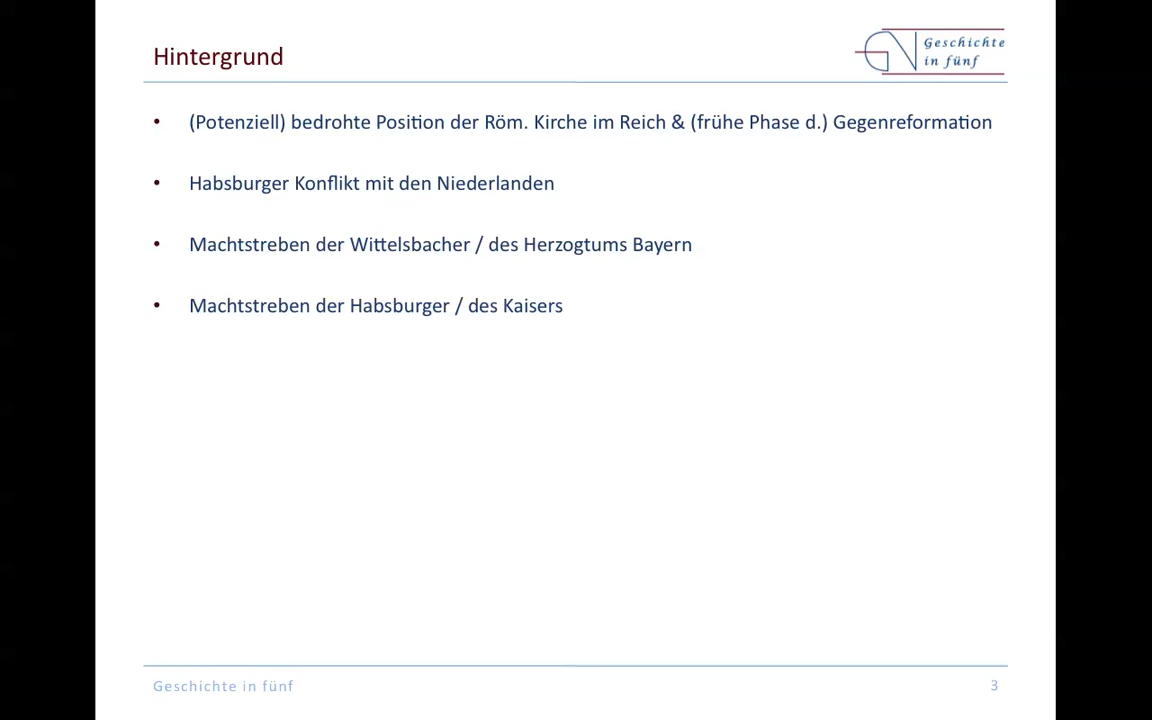 Hintergrund
Geschichte
in fünf
• (Potenziell) bedrohte Position der Röm. Kirche im Reich & (frühe Phase d.) Gegenreformation
• Habsburger Konflikt mit den Niederlanden
• Machtstreben der Wittelsbacher / des Herzogtums Bayern
• Machtstreben der Habsburger / des Kaisers
Geschichte in fünf
3